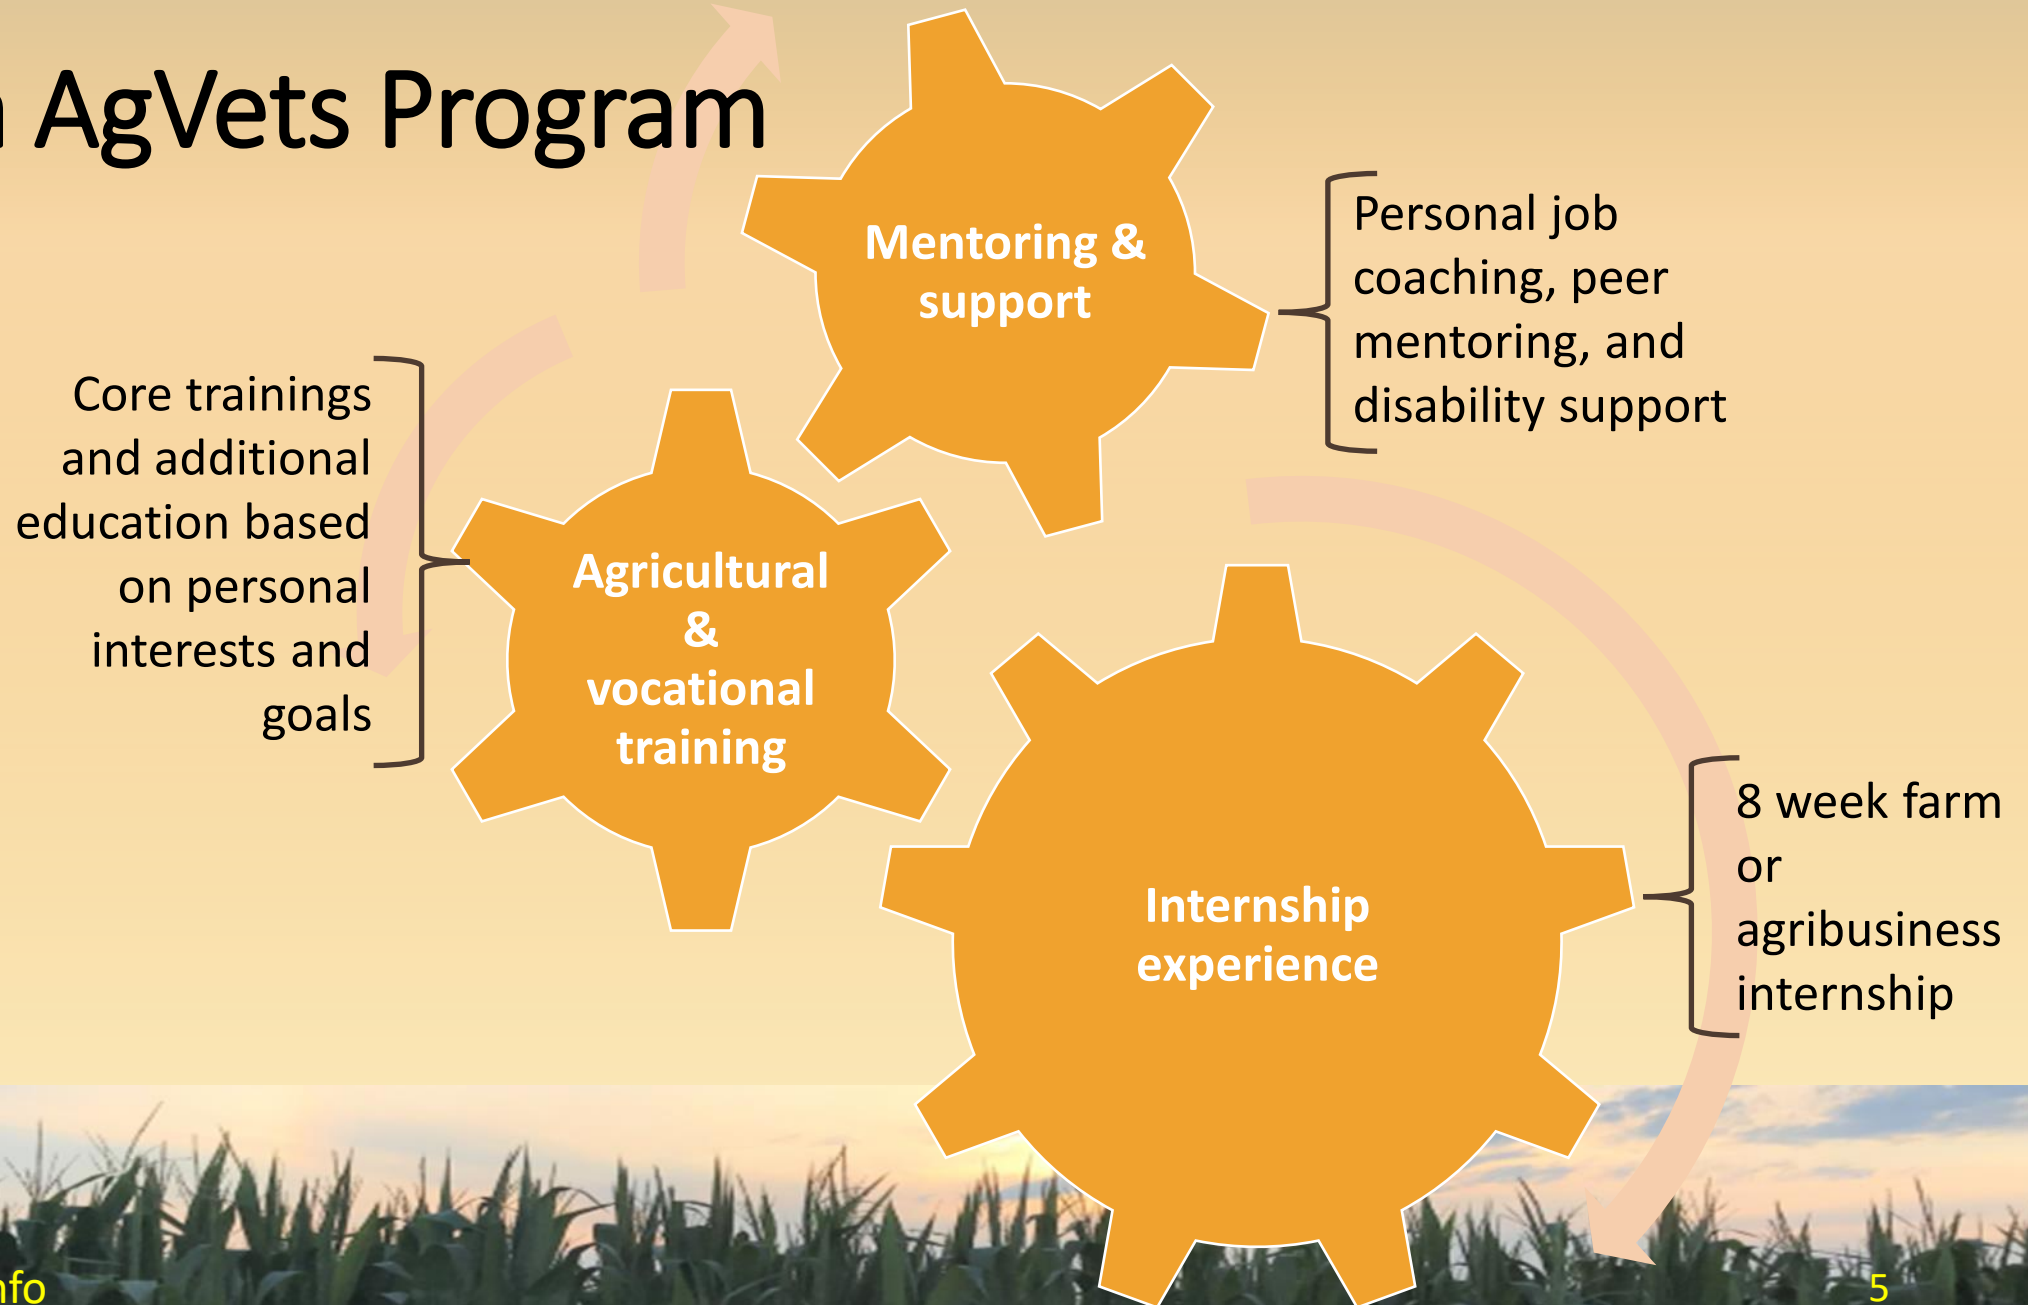 AgVets Program
Mentoring &
support
Personal job
coaching, peer
mentoring, and
disability support
Core trainings
and additional
education based
on personal
interests and
goals
Agricultural
&
vocational
training
Internship
experience
8 week farm
or
agribusiness
internship
5